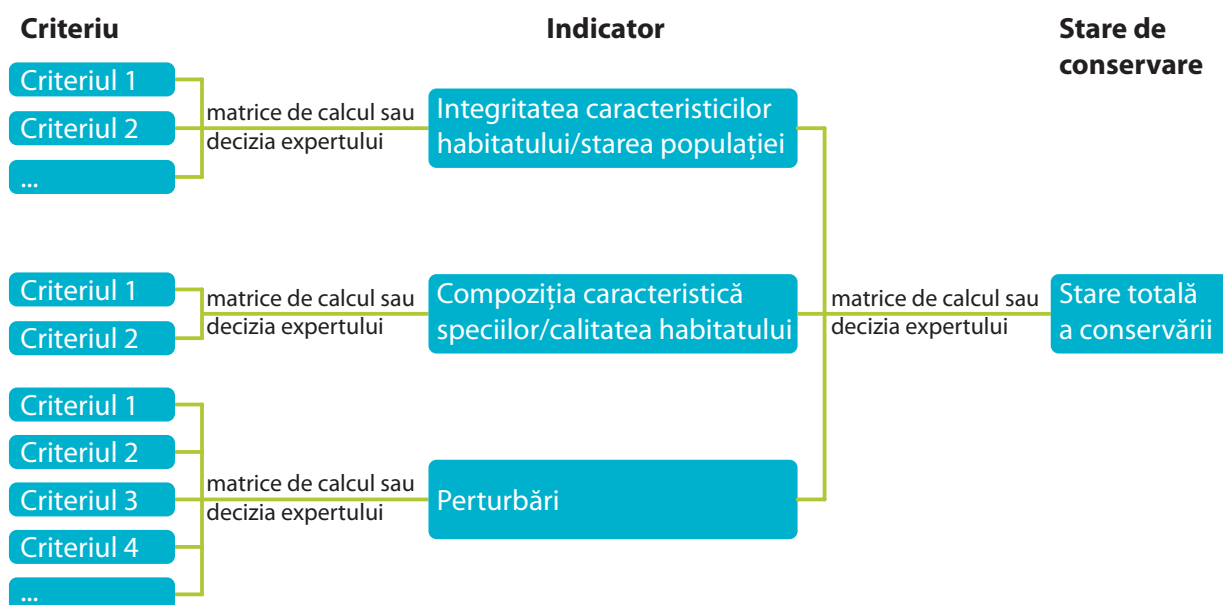 Criteriu
Indicator
Stare de
conservare
Criteriul 1
Criteriul 2
...
matrice de calcul sau
decizia expertului
Integritatea caracteristicilor
habitatului/starea populației
Criteriul 1
Criteriul 2
matrice de calcul sau
decizia expertului
Compoziția caracteristică
speciilor/calitatea habitatului
matrice de calcul sau
decizia expertului
Stare totală
a conservării
Criteriul 1
Criteriul 2
Criteriul 3
Criteriul 4
...
matrice de calcul sau
decizia expertului
Perturbări